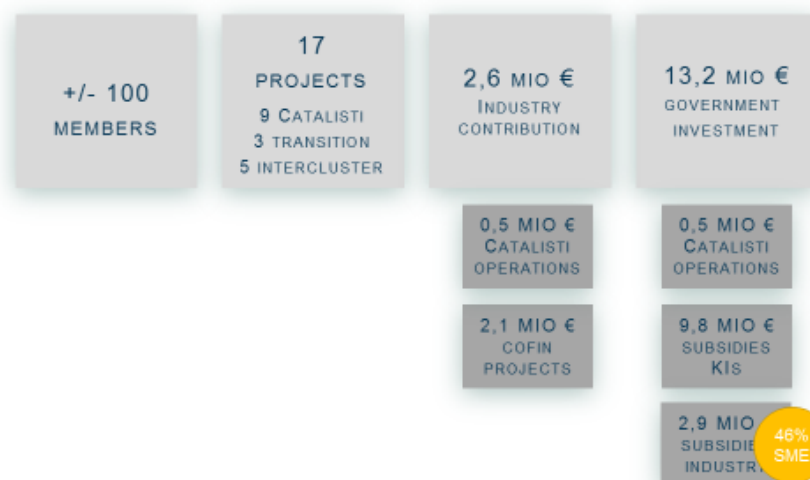 +/- 100
MEMBERS
17
PROJECTS
9 CATALISTI
3 TRANSITION
5 INTERCLUSTER
2,6 MIO €
INDUSTRY
CONTRIBUTION
13,2 MIO €
GOVERNMENT
INVESTMENT
0,5 MIO €
CATALISTI
OPERATIONS
2,1 MIO €
COFIN
PROJECTS
0,5 MIO €
CATALISTI
OPERATIONS
9,8 MIO €
SUBSIDIES
KIS
2,9 MIO
INDUSTRY
46%
SME